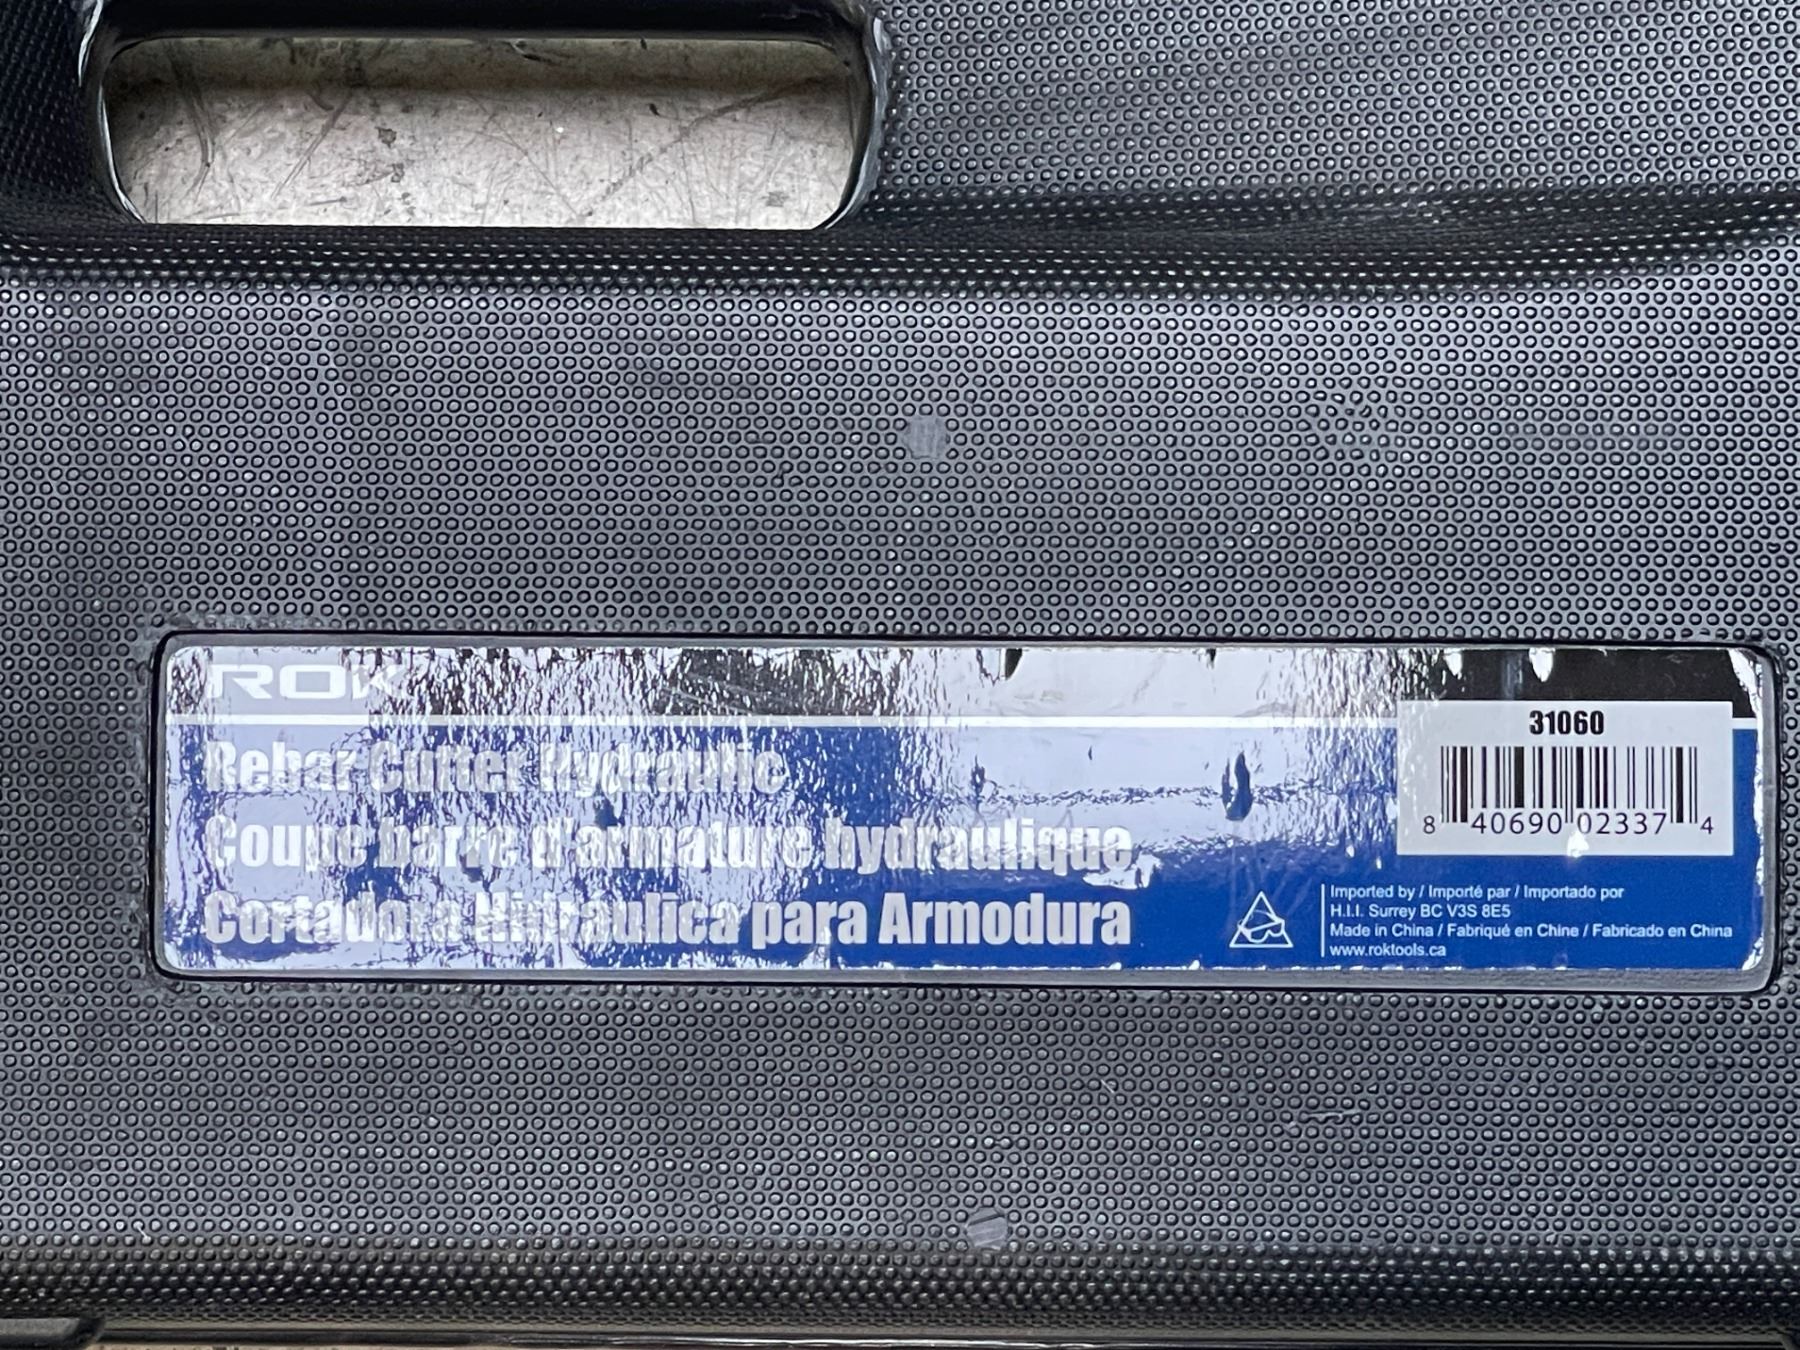 ROK
31060
8 40690 02337 4
Rebar Cutter Hydraulic
Coupe barre d'armature hydraulique
Cortadora Hidraulica para Armodura
Imported by / Importé par / Importado por
H.I.I. Surrey BC V3S 8E5
Made in China / Fabriqué en Chine / Fabricado en China
www.roktools.ca